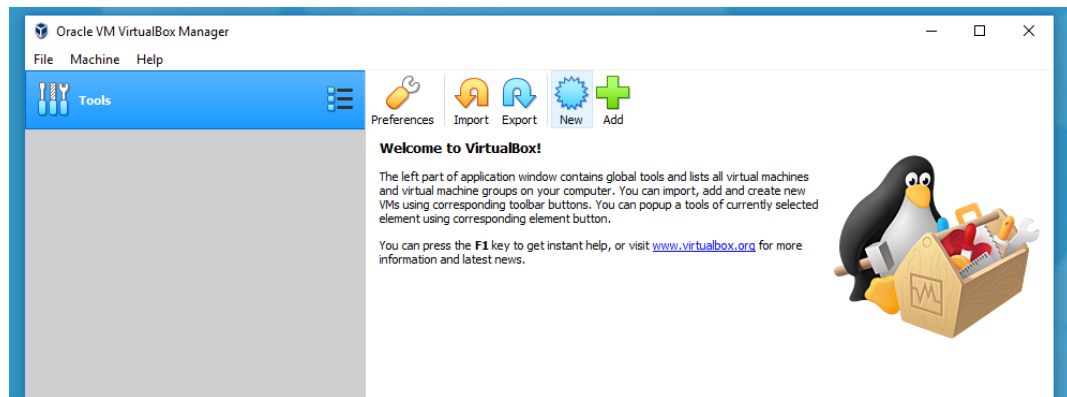 Oracle VM VirtualBox Manager
File Machine Help
Tools
Preferences Import Export New Add
Welcome to VirtualBox!
The left part of application window contains global tools and lists all virtual machines
and virtual machine groups on your computer. You can import, add and create new
VMs using corresponding toolbar buttons. You can popup a tools of currently selected
element using corresponding element button.
You can press the F1 key to get instant help, or visit www.virtualbox.org for more
information and latest news.
VM